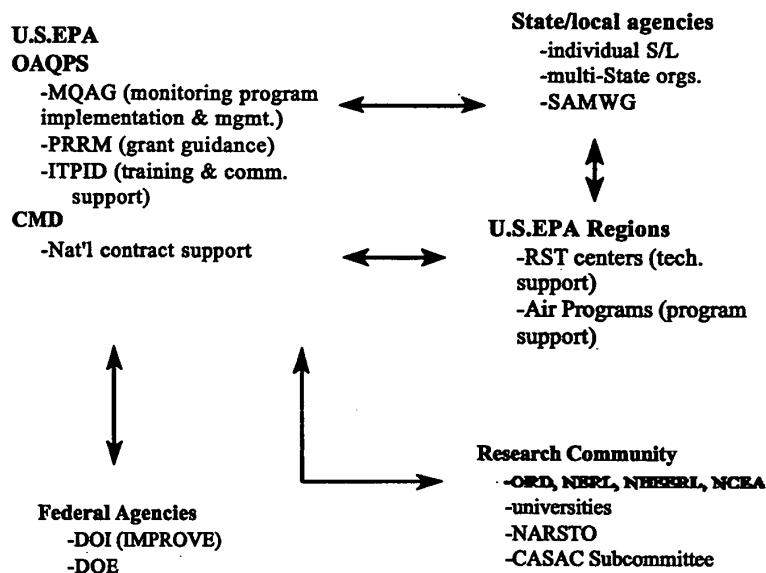 U.S.EPA
OAQPS
-MQAG (monitoring program
implementation & mgmt.)
-PRRM (grant guidance)
-ITPID (training & comm.
support)
CMD
-Nat'l contract support
State/local agencies
-individual S/L
-multi-State orgs.
-SAMWG
U.S.EPA Regions
-RST centers (tech.
support)
-Air Programs (program
support)
Federal Agencies
-DOI (IMPROVE)
-DOE
Research Community
-ORD, NERL, NHEERL, NCEA
-universities
-NARSTO
-CASAC Subcommittee